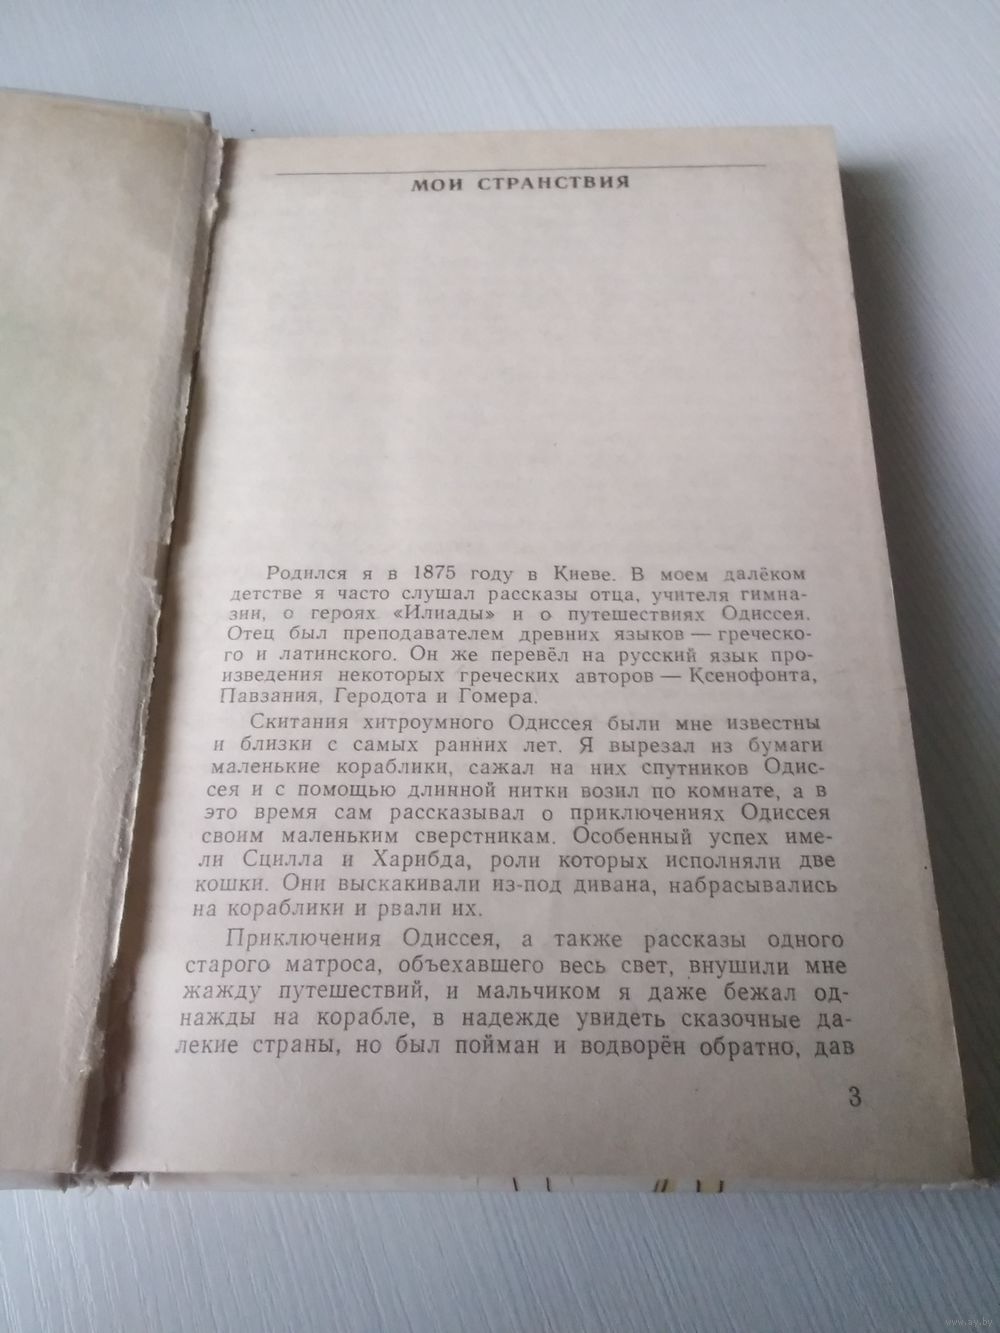 МОИ СТРАНСТВИЯ
Родился я в 1875 году в Киеве. В моем далёком
детстве я часто слушал рассказы отца, учителя гимна-
зии, о героях «Илиады» и о путешествиях Одиссея.
Отец был преподавателем древних языков — греческо-
го и латинского. Он же перевёл на русский язык про-
изведения некоторых греческих авторов — Ксенофонта,
Павзания, Геродота и Гомера.
Скитания хитроумного Одиссея были мне известны
и близки с самых ранних лет. Я вырезал из бумаги
маленькие кораблики, сажал на них спутников Одис-
сея и с помощью длинной нитки возил по комнате, а в
это время сам рассказывал о приключениях Одиссея
своим маленьким сверстникам. Особенный успех име-
ли Сцилла и Харибда, роли которых исполняли две
кошки. Они выскакивали из-под дивана, набрасывались
на кораблики и рвали их.
Приключения Одиссея, а также рассказы одного
старого матроса, объехавшего весь свет, внушили мне
жажду путешествий, и мальчиком я даже бежал од-
нажды на корабле, в надежде увидеть сказочные да-
лекие страны, но был пойман и водворён обратно, дав
3
www.ay.by